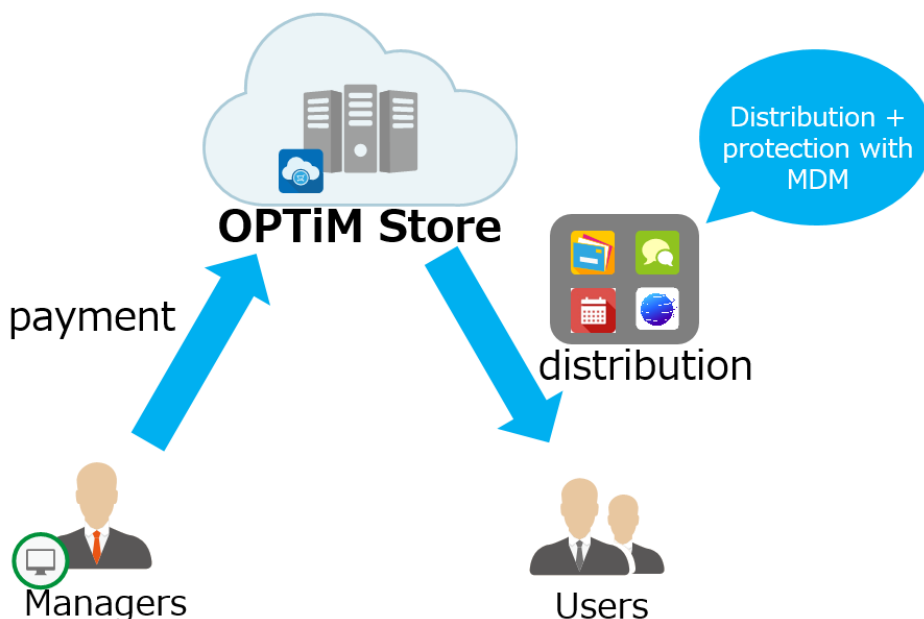 Distribution +
protection with
MDM
OPTiM Store
payment
distribution
Managers
Users